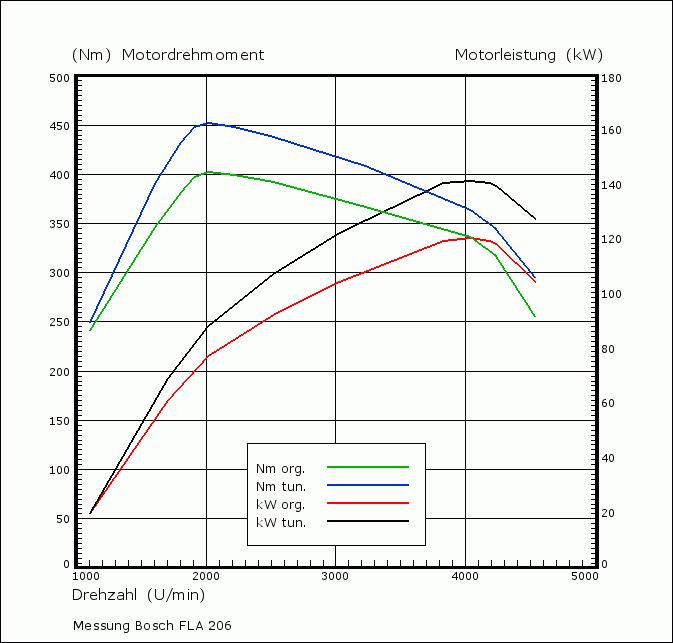 (Nm) Motordrehmoment Motorleistung (kW)
500 180
450 160
400 140
350 120
300 100
250 80
200 60
150 40
100 20
50 0
0
Nm org.
Nm tun.
kW org.
kW tun.
1000 2000 3000 4000 5000
Drehzahl (U/min)
Messung Bosch FLA 206